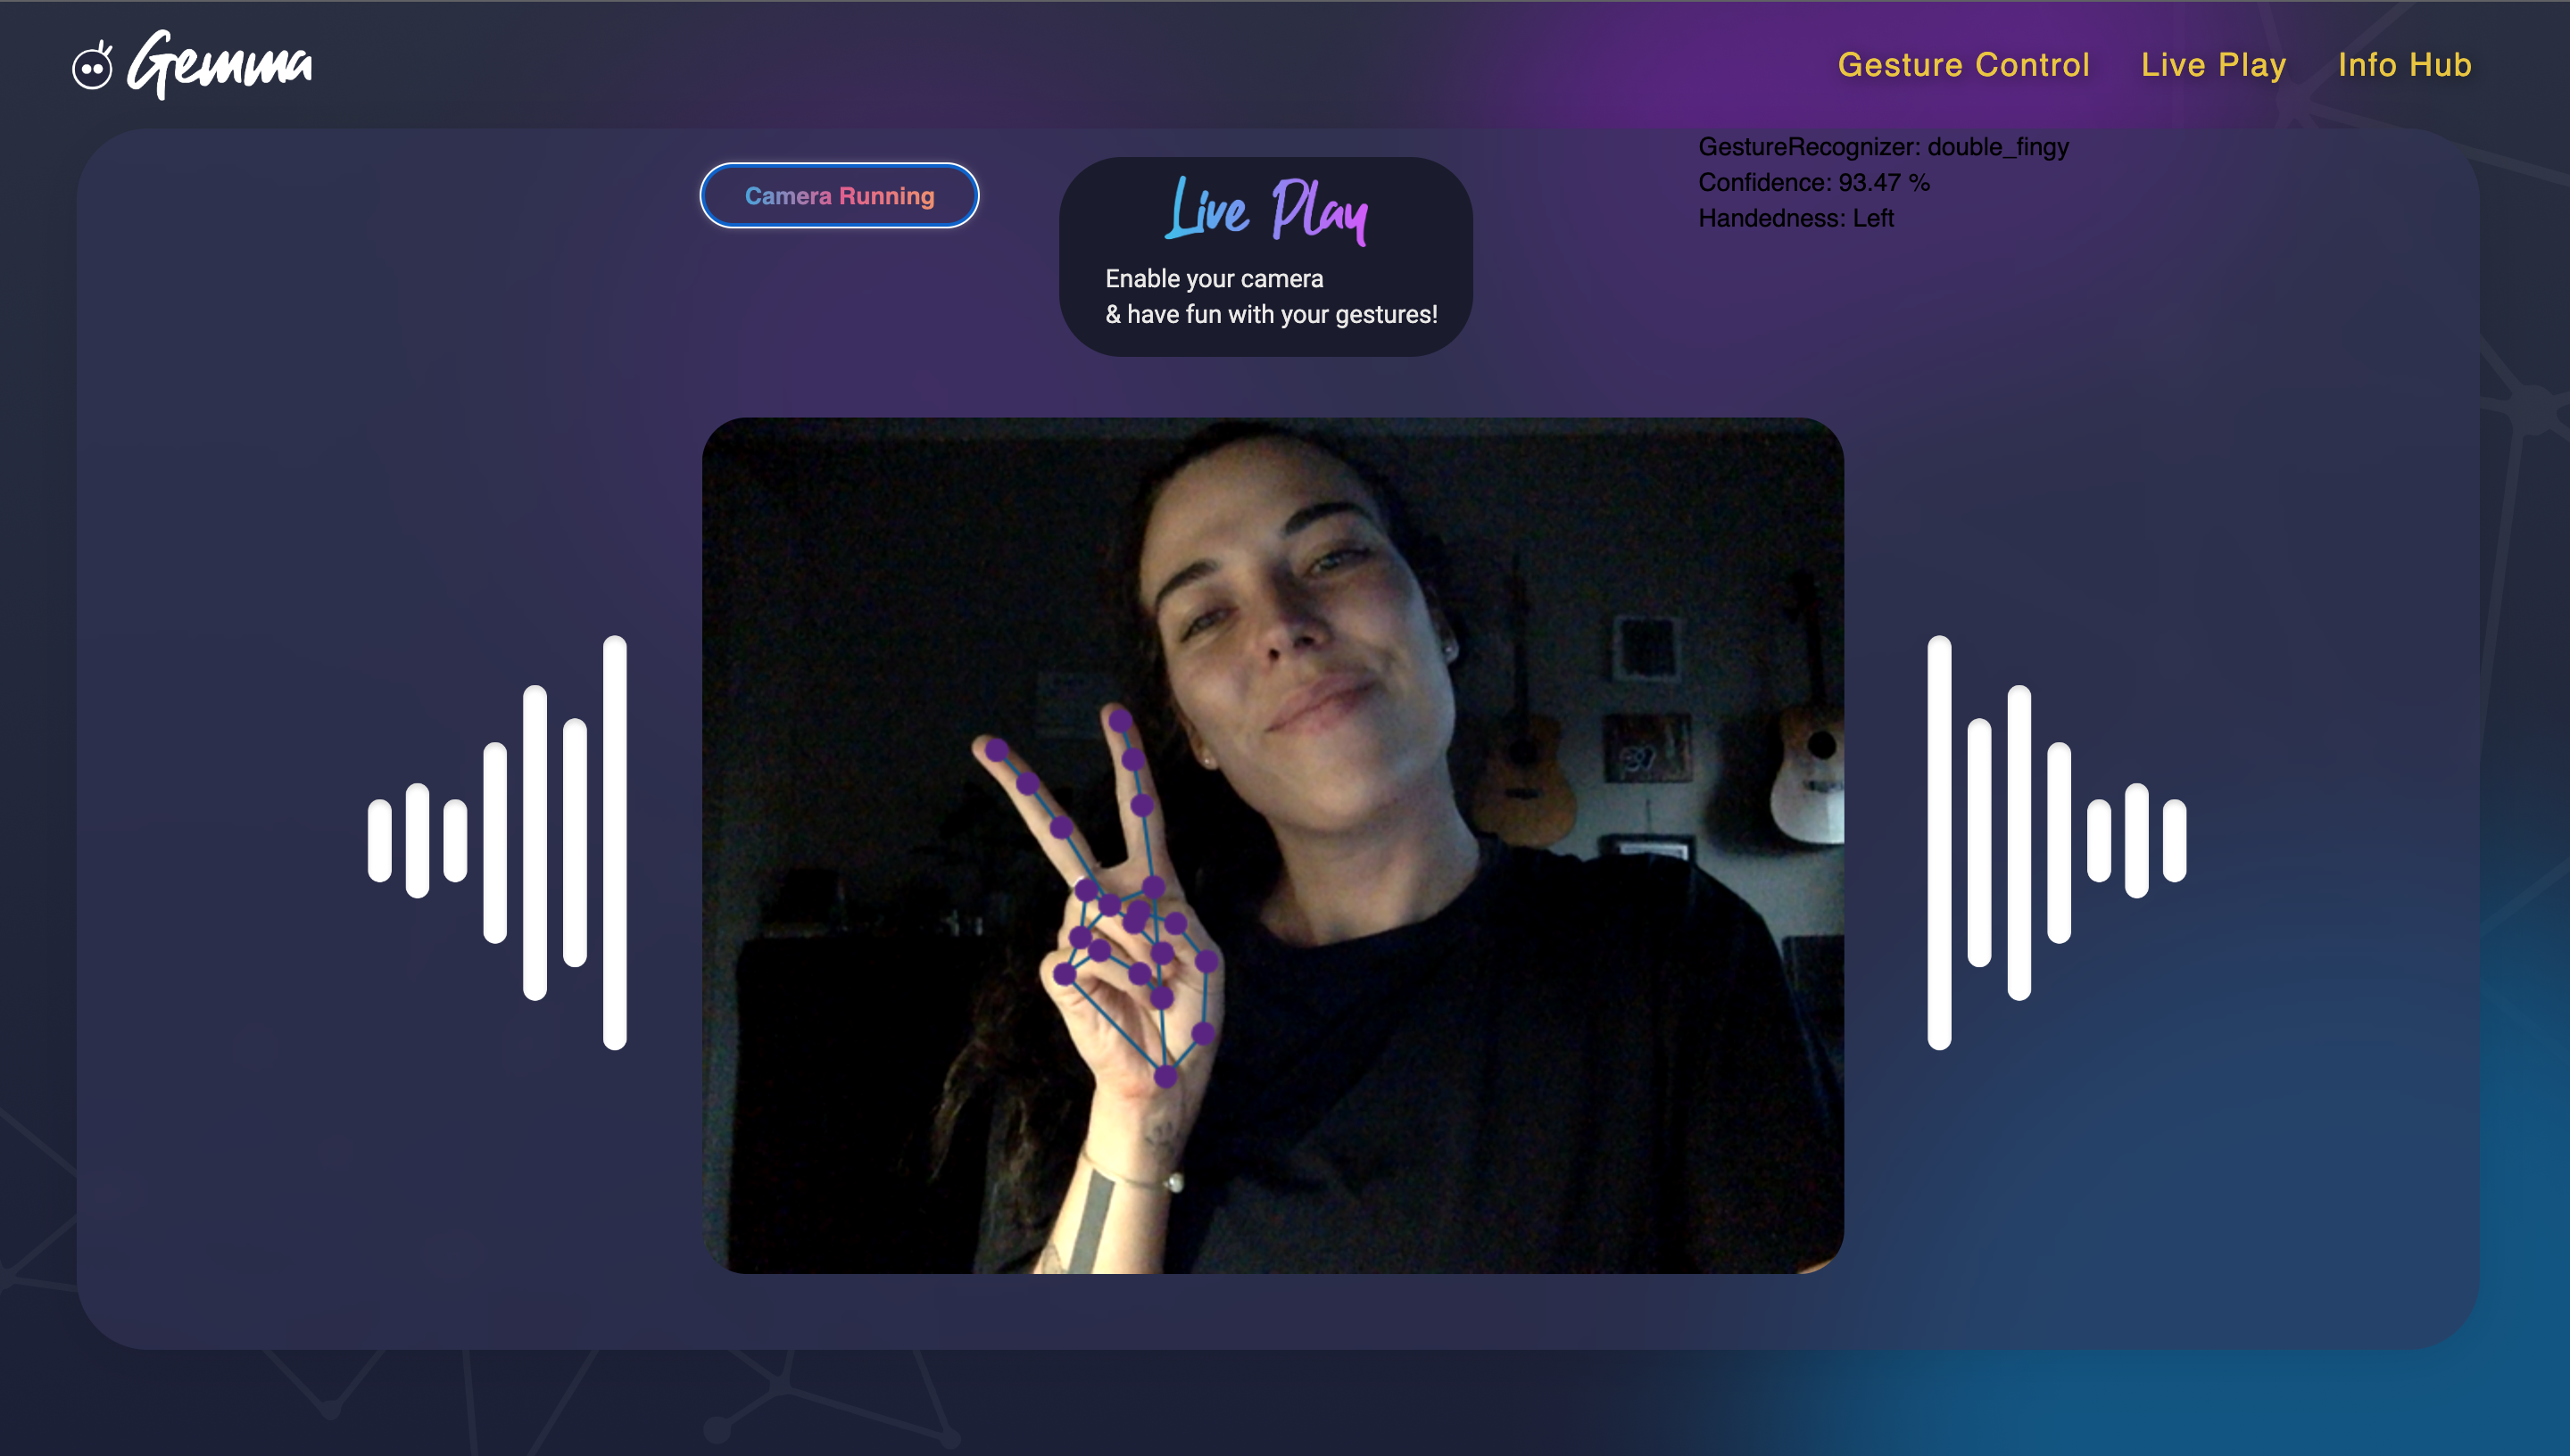 Gemma
Gesture Control
Live Play
Info Hub
Camera Running
Live Play
Enable your camera
& have fun with your gestures!
GestureRecognizer: double_fingy
Confidence: 93.47 %
Handedness: Left